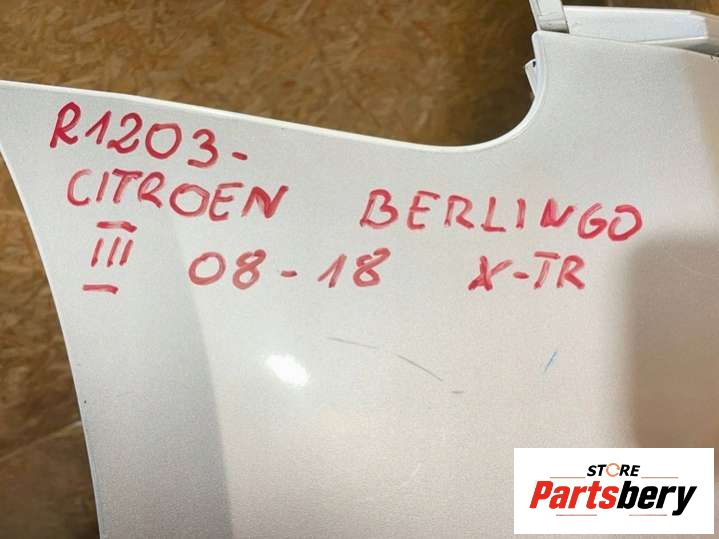 R1203-
CITROEN BERLINGO
III 08-18 X-TR
STORE
Partsbery